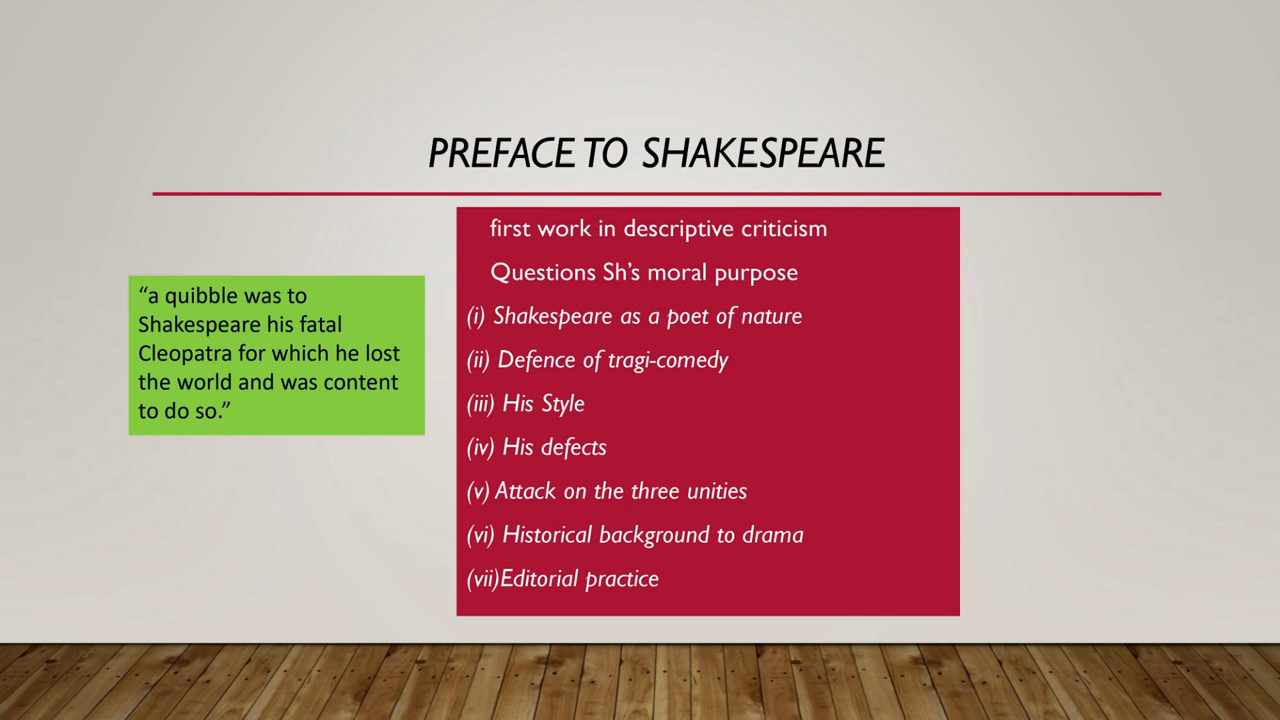 PREFACE TO SHAKESPEARE
“a quibble was to
Shakespeare his fatal
Cleopatra for which he lost
the world and was content
to do so.”
first work in descriptive criticism
Questions Sh’s moral purpose
(i) Shakespeare as a poet of nature
(ii) Defence of tragi-comedy
(iii) His Style
(iv) His defects
(v) Attack on the three unities
(vi) Historical background to drama
(vii)Editorial practice